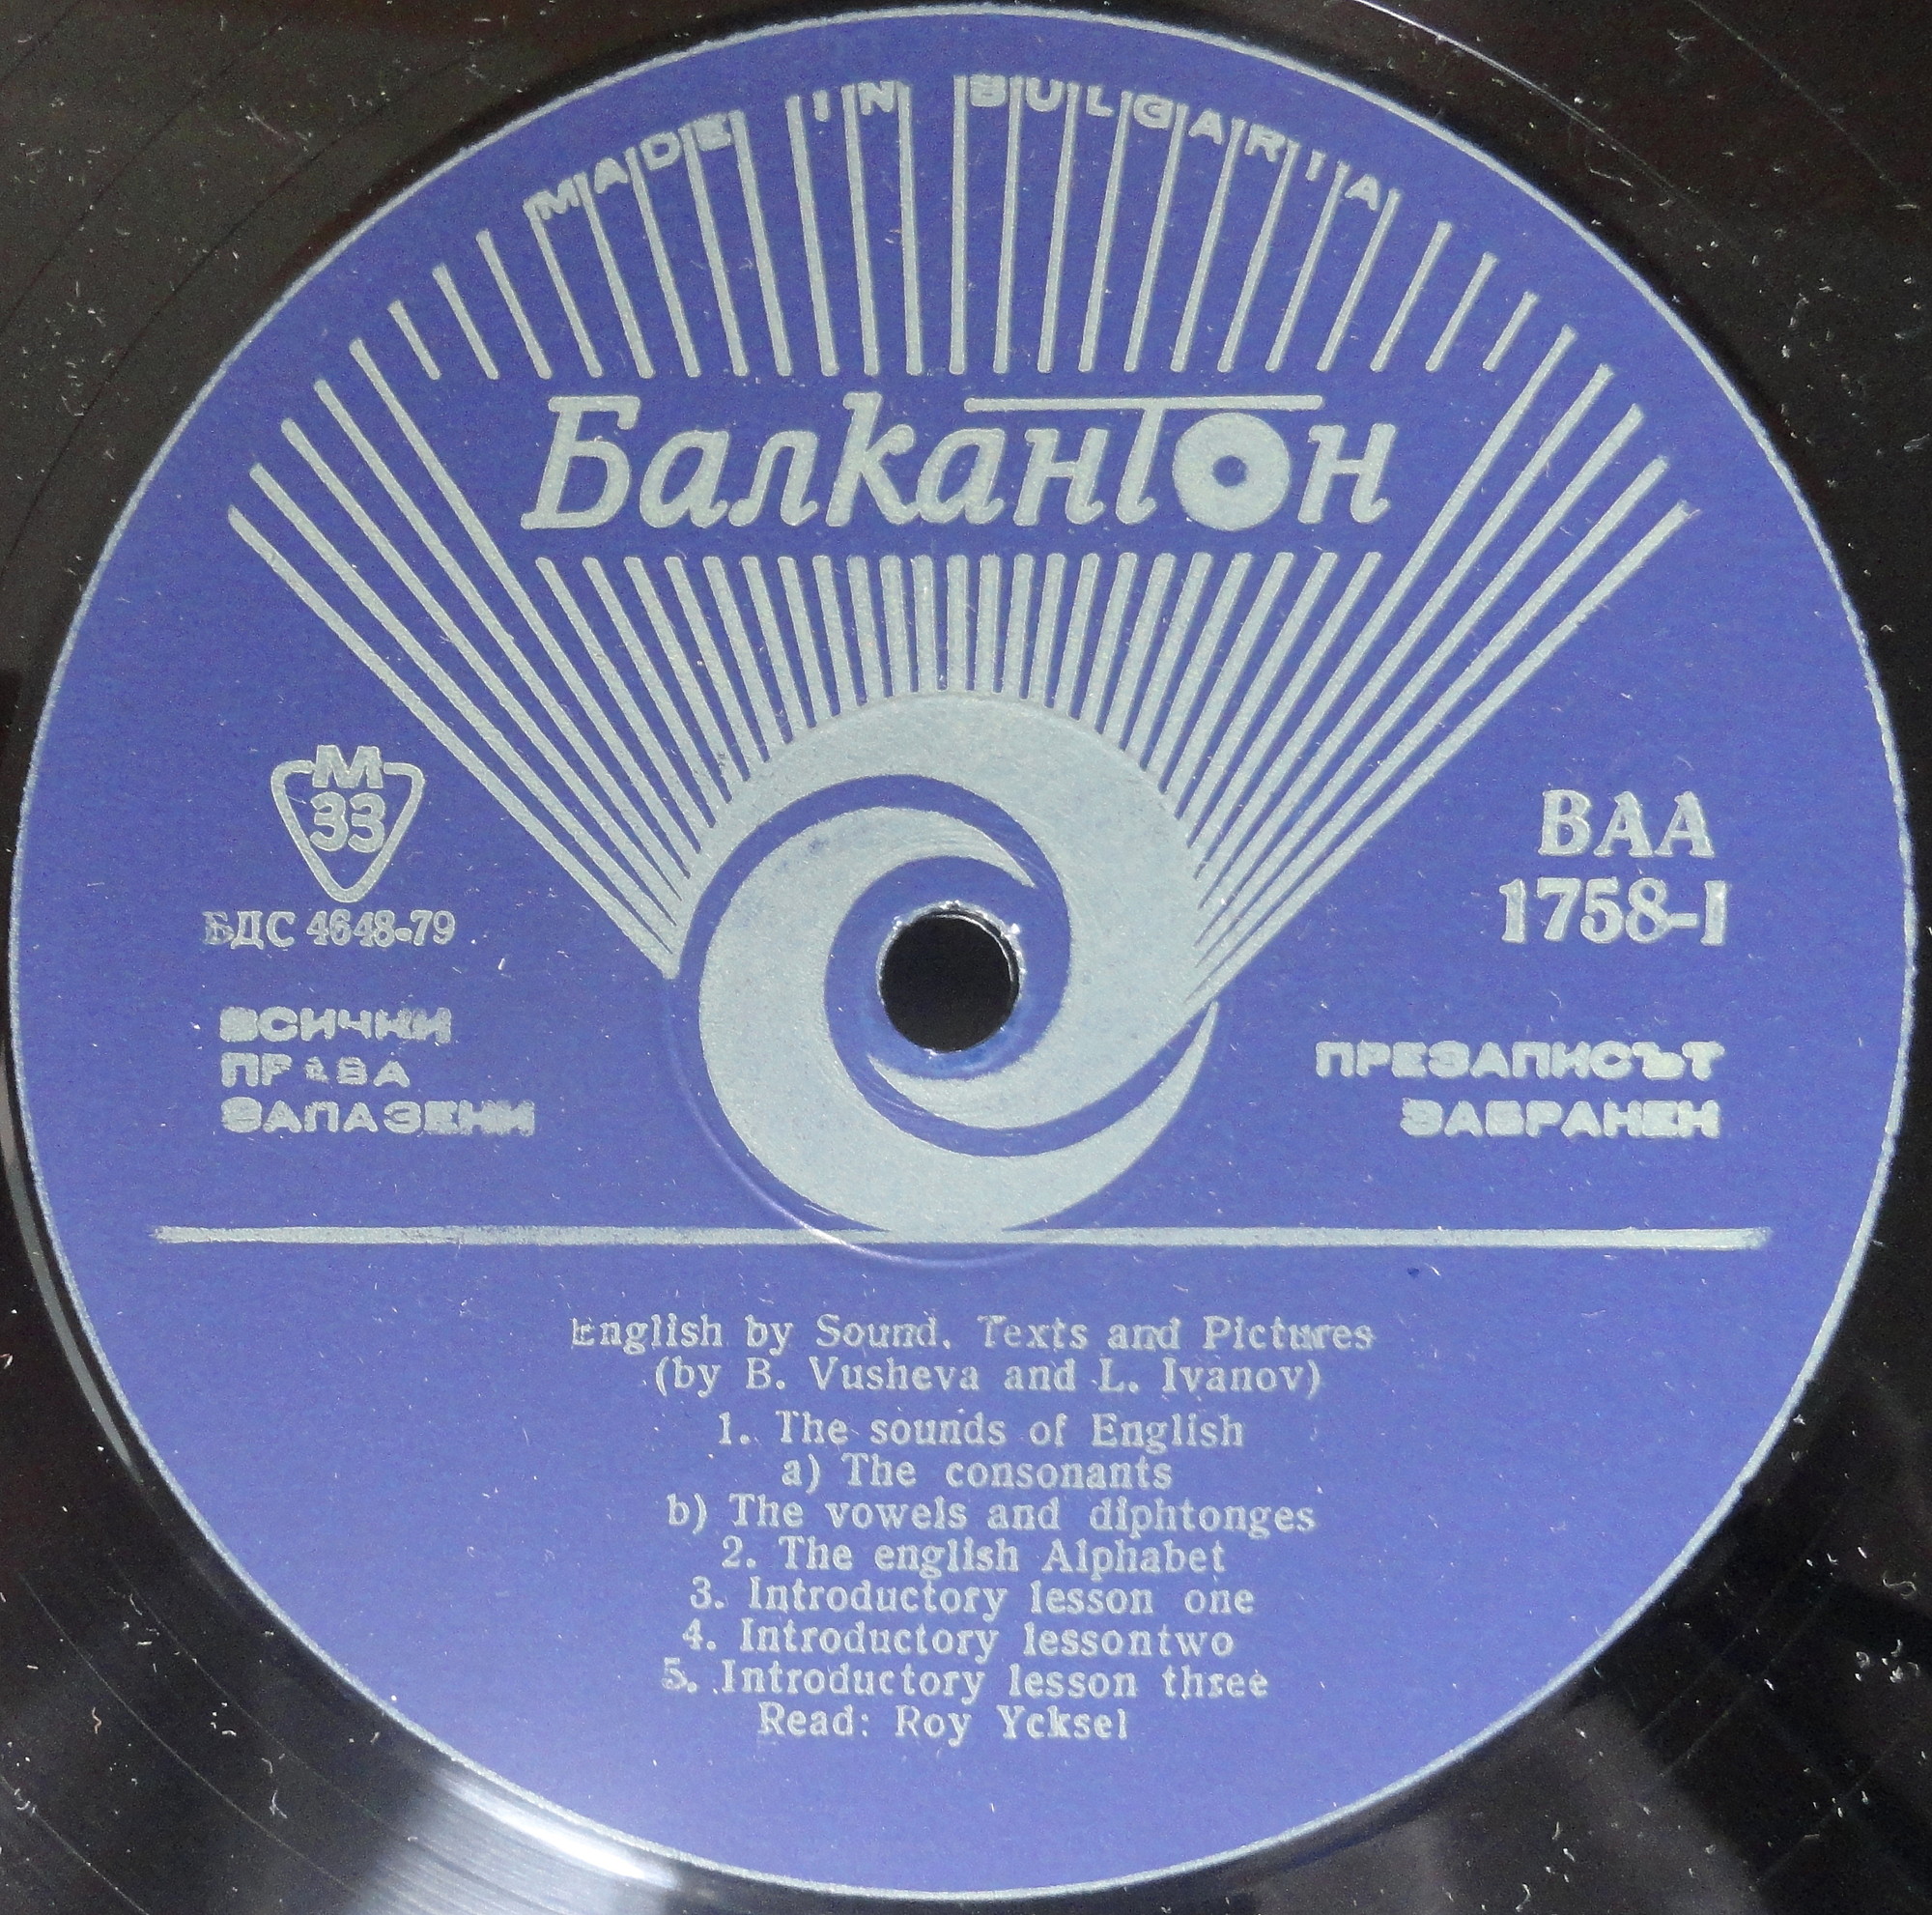 MADE IN BULGARIA
Балкантон
М
33
БДС 4648-79
ВСИЧКИ
ПРАВА
ЗАПАЗЕНИ
ВАА
1758-I
ПРЕЗАПИСЪТ
ЗАБРАНЕН
English by Sound. Texts and Pictures
(by B. Vusheva and L. Ivanov)
1. The sounds of English
a) The consonants
b) The vowels and diphtonges
2. The english Alphabet
3. Introductory lesson one
4. Introductory lessontwo
5. Introductory lesson three
Read: Roy Ycksel